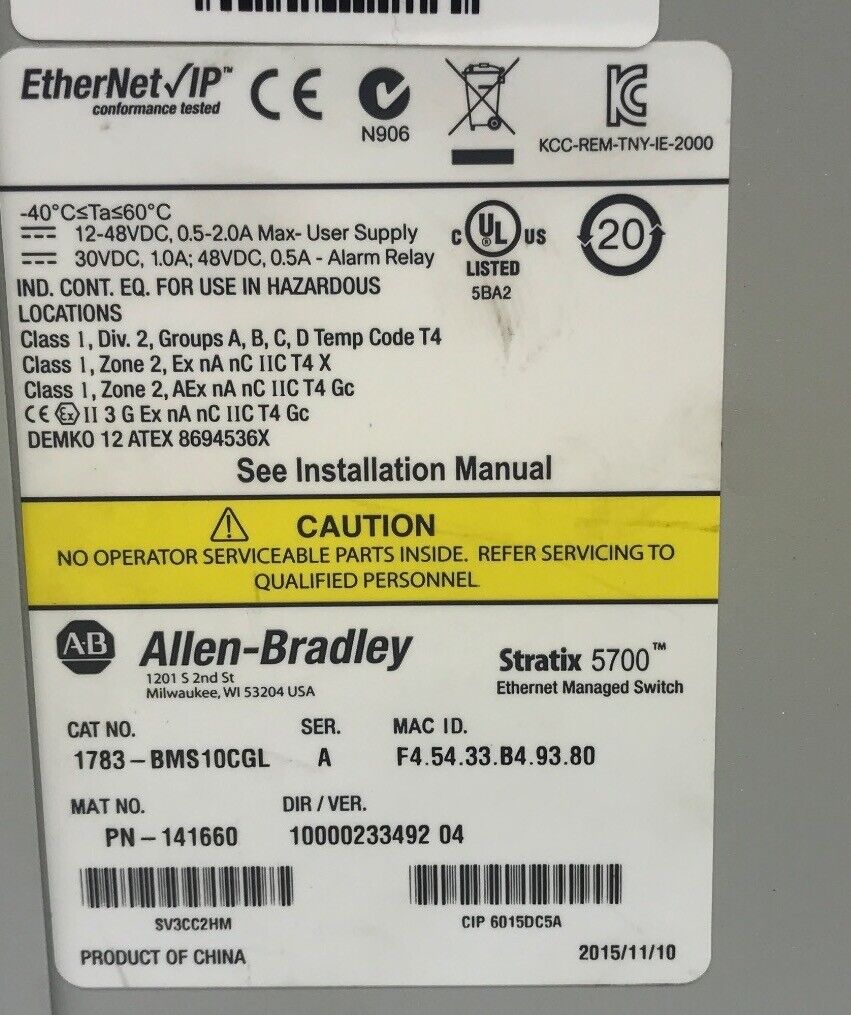 EtherNet/IP™
conformance tested
CE
N906
KC
KCC-REM-TNY-IE-2000
-40°C≤Ta≤60°C
12-48VDC, 0.5-2.0A Max- User Supply
30VDC, 1.0A; 48VDC, 0.5A - Alarm Relay
c UL ® US
LISTED
5BA2
20
IND. CONT. EQ. FOR USE IN HAZARDOUS
LOCATIONS
Class 1, Div. 2, Groups A, B, C, D Temp Code T4
Class 1, Zone 2, Ex nA nC IIC T4 X
Class 1, Zone 2, AEx nA nC IIC T4 Gc
CE Ex II 3 G Ex nA nC IIC T4 Gc
DEMKO 12 ATEX 8694536X
See Installation Manual
CAUTION
NO OPERATOR SERVICEABLE PARTS INSIDE. REFER SERVICING TO
QUALIFIED PERSONNEL
A-B Allen-Bradley
1201 S 2nd St
Milwaukee, WI 53204 USA
Stratix 5700™
Ethernet Managed Switch
CAT NO. SER. MAC ID.
1783-BMS10CGL A F4.54.33.B4.93.80
MAT NO. DIR / VER.
PN-141660 10000233492 04
SV3CC2HM CIP 6015DC5A
PRODUCT OF CHINA 2015/11/10